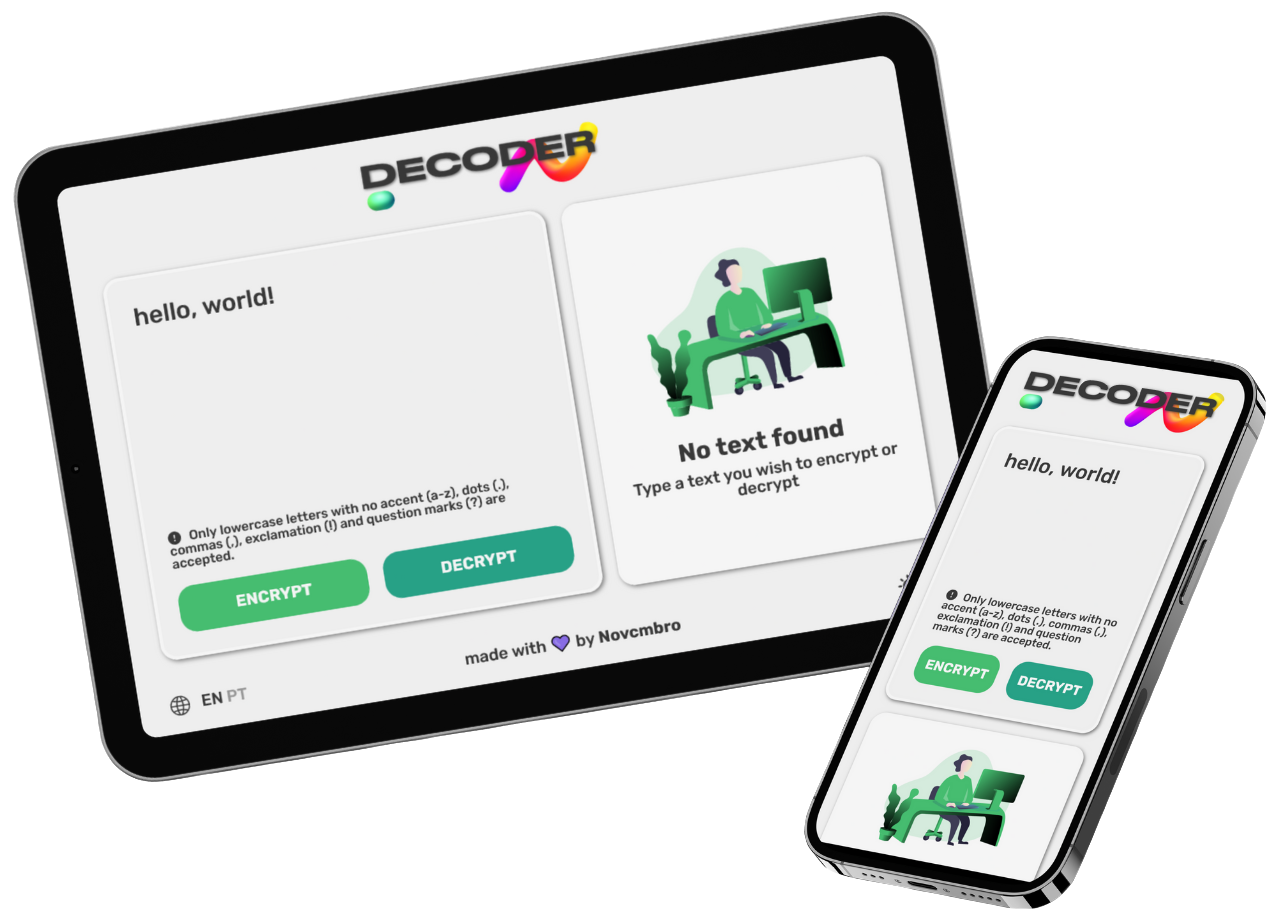 DECODER
hello, world!
Only lowercase letters with no accent (a-z), dots (.),
commas (,), exclamation (!) and question marks (?) are
accepted.
ENCRYPT
DECRYPT
No text found
Type a text you wish to encrypt or
decrypt
made with 💜 by Novcmbro
EN PT
DECODER
hello, world!
Only lowercase letters with no
accent (a-z), dots (.), commas (,),
exclamation (!) and question
marks (?) are accepted.
ENCRYPT
DECRYPT